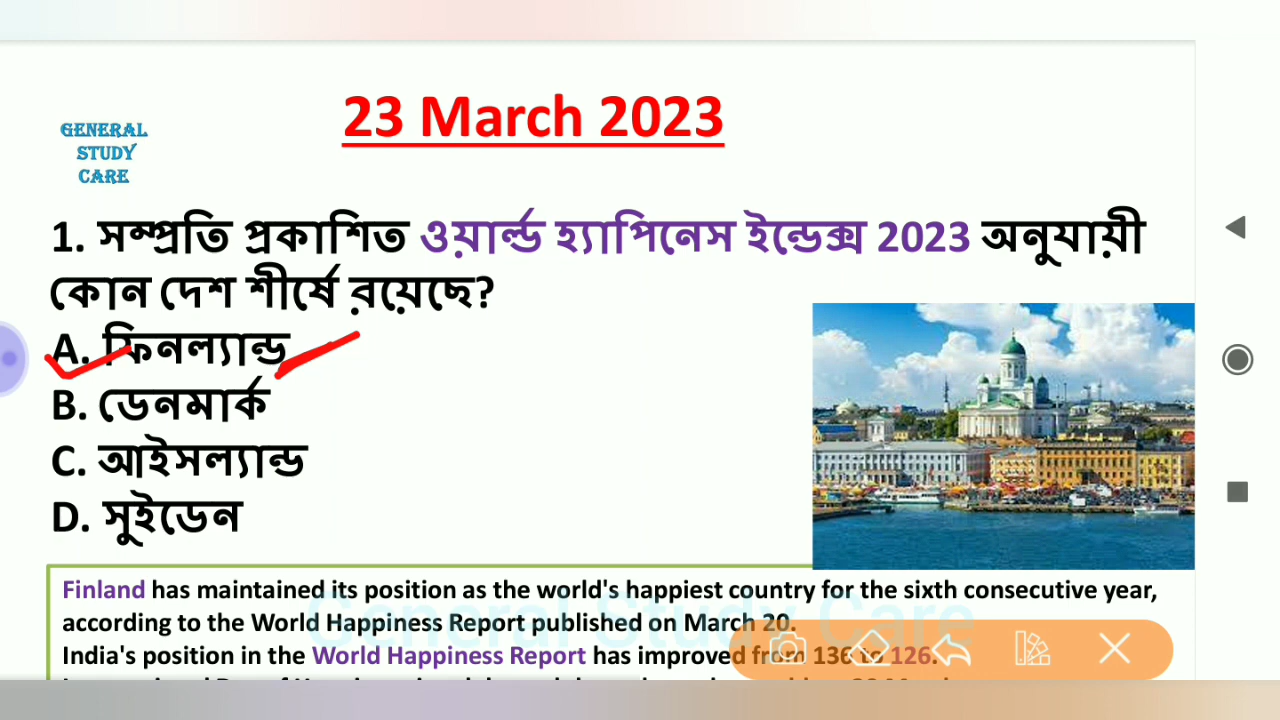 23 March 2023
GENERAL
STUDY
CARE
1. সম্প্রতি প্রকাশিত ওয়ার্ল্ড হ্যাপিনেস ইন্ডেক্স 2023 অনুযায়ী
কোন দেশ শীর্ষে রয়েছে?
A. ফিনল্যান্ড
B. ডেনমার্ক
C. আইসল্যান্ড
D. সুইডেন
Finland has maintained its position as the world's happiest country for the sixth consecutive year,
according to the World Happiness Report published on March 20.
India's position in the World Happiness Report has improved from 136 to 126.
General Study Care